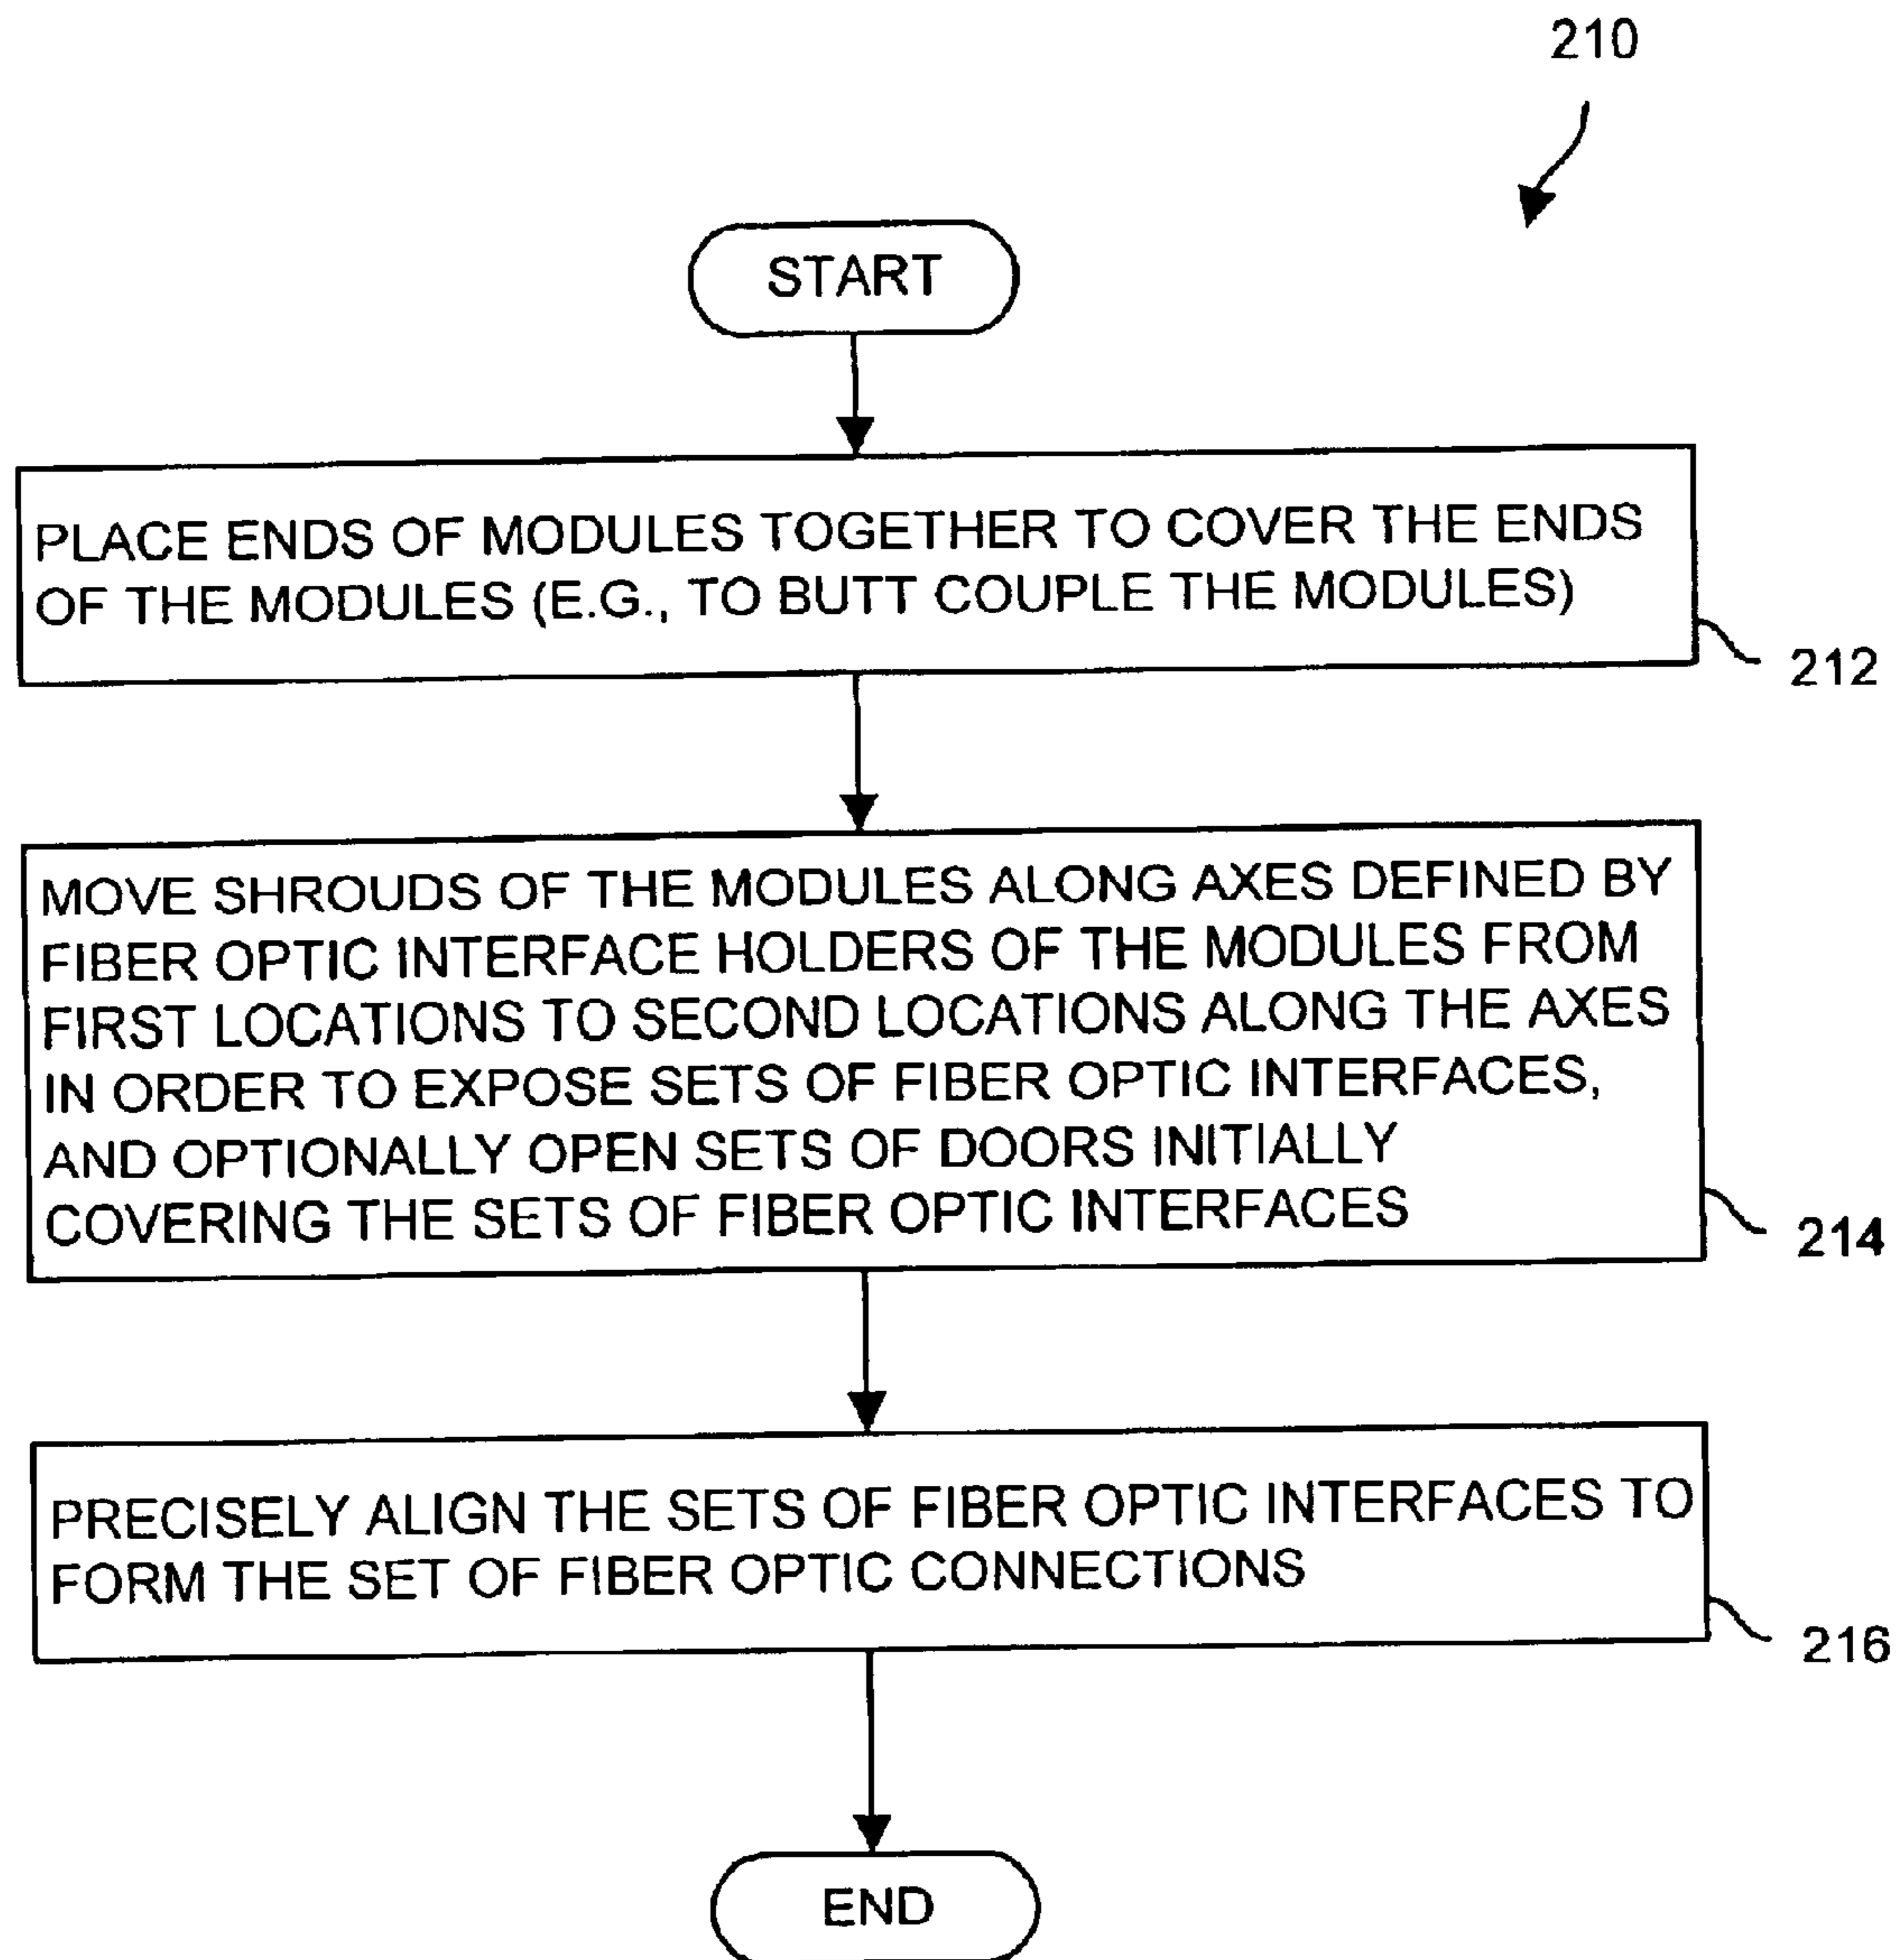 210
START
PLACE ENDS OF MODULES TOGETHER TO COVER THE ENDS
OF THE MODULES (E.G., TO BUTT COUPLE THE MODULES)
212
MOVE SHROUDS OF THE MODULES ALONG AXES DEFINED BY
FIBER OPTIC INTERFACE HOLDERS OF THE MODULES FROM
FIRST LOCATIONS TO SECOND LOCATIONS ALONG THE AXES
IN ORDER TO EXPOSE SETS OF FIBER OPTIC INTERFACES,
AND OPTIONALLY OPEN SETS OF DOORS INITIALLY
COVERING THE SETS OF FIBER OPTIC INTERFACES
214
PRECISELY ALIGN THE SETS OF FIBER OPTIC INTERFACES TO
FORM THE SET OF FIBER OPTIC CONNECTIONS
216
END